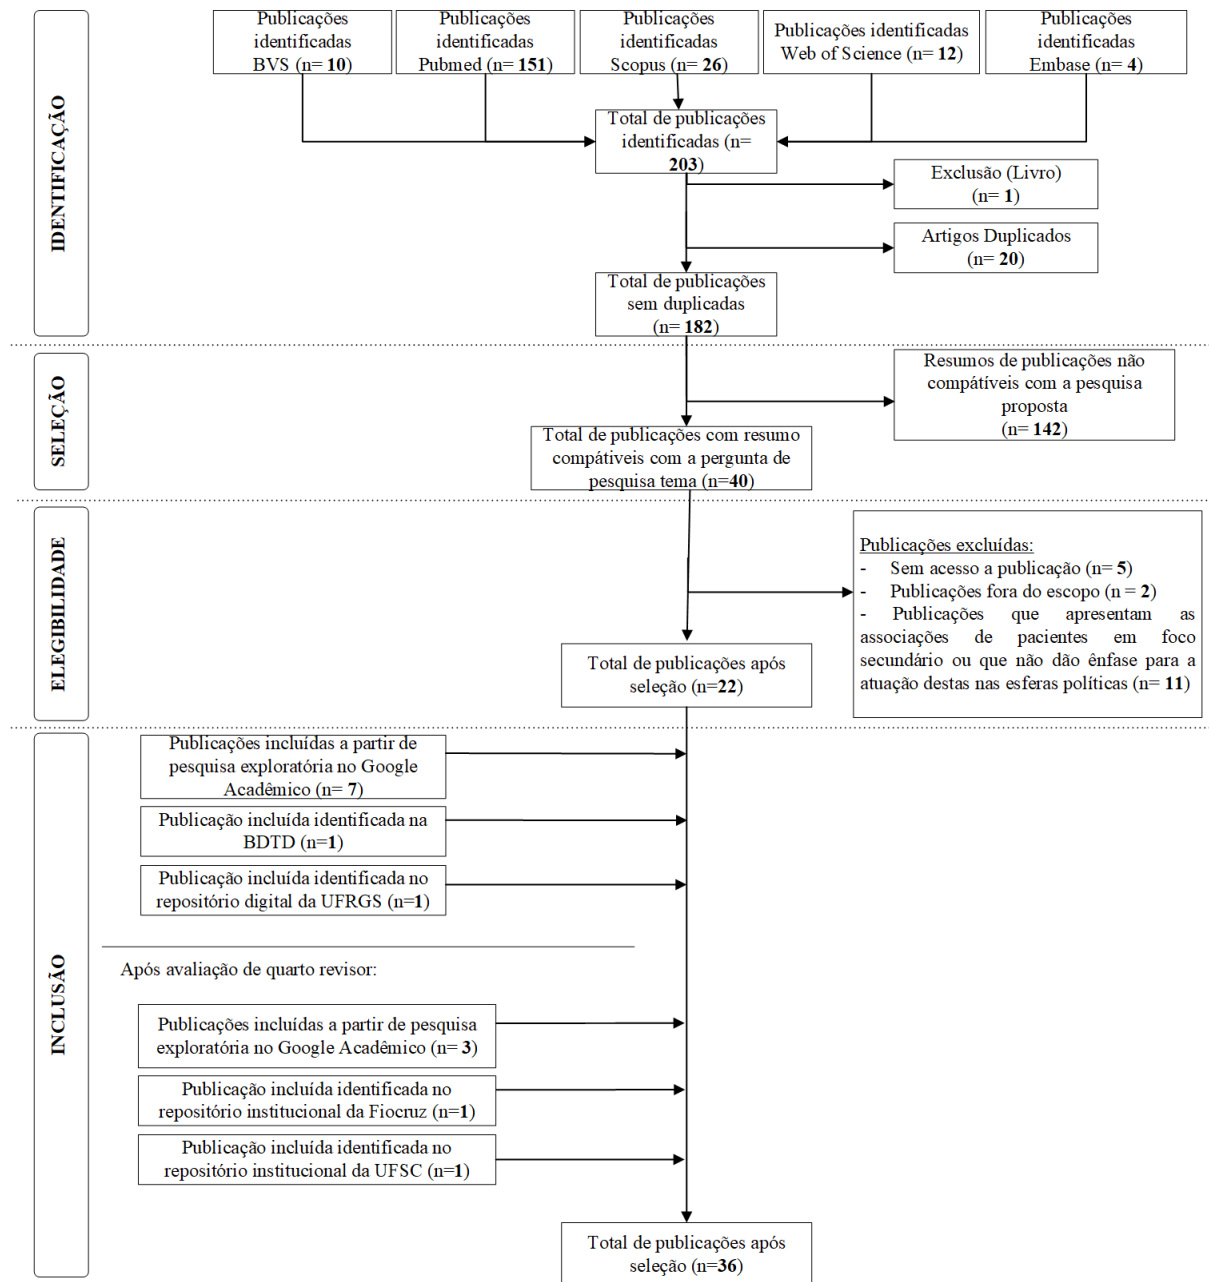 IDENTIFICAÇÃO
Publicações
identificadas
BVS (n= 10)
Publicações
identificadas
Pubmed (n= 151)
Publicações
identificadas
Scopus (n= 26)
Publicações identificadas
Web of Science (n= 12)
Publicações
identificadas
Embase (n= 4)
Total de publicações
identificadas (n=
203)
Exclusão (Livro)
(n= 1)
Artigos Duplicados
(n= 20)
Total de publicações
sem duplicadas
(n= 182)
SELEÇÃO
Resumos de publicações não
compátíveis com a pesquisa
proposta
(n= 142)
Total de publicações com resumo
compátíveis com a pergunta de
pesquisa tema (n=40)
ELEGIBILIDADE
Publicações excluídas:
- Sem acesso a publicação (n= 5)
- Publicações fora do escopo (n = 2)
- Publicações que apresentam as
associações de pacientes em foco
secundário ou que não dão ênfase para a
atuação destas nas esferas políticas (n= 11)
Total de publicações após
seleção (n=22)
INCLUSÃO
Publicações incluídas a partir de
pesquisa exploratória no Google
Acadêmico (n= 7)
Publicação incluída identificada na
BDTD (n=1)
Publicação incluída identificada no
repositório digital da UFRGS (n=1)
Após avaliação de quarto revisor:
Publicações incluídas a partir de pesquisa
exploratória no Google Acadêmico (n= 3)
Publicação incluída identificada no
repositório institucional da Fiocruz (n=1)
Publicação incluída identificada no
repositório institucional da UFSC (n=1)
Total de publicações após
seleção (n=36)